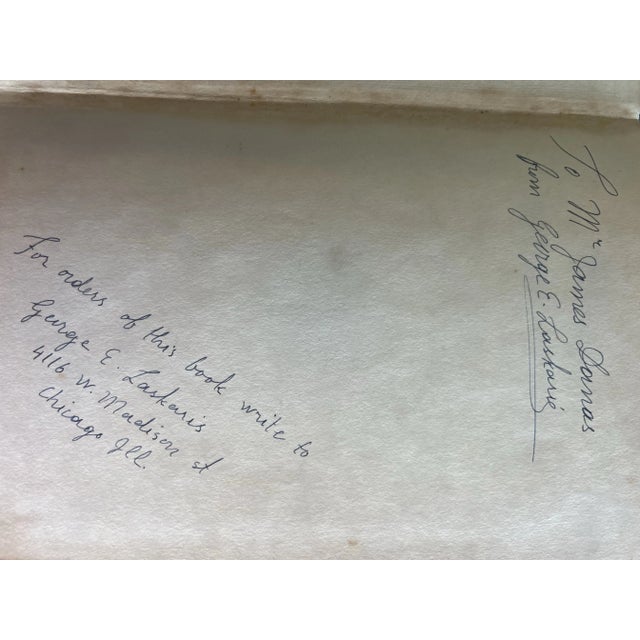 To Mr James Damas
from George E. Laskaris
For orders of this book write to
George E. Laskaris
4116 W. Madison st
Chicago Ill.